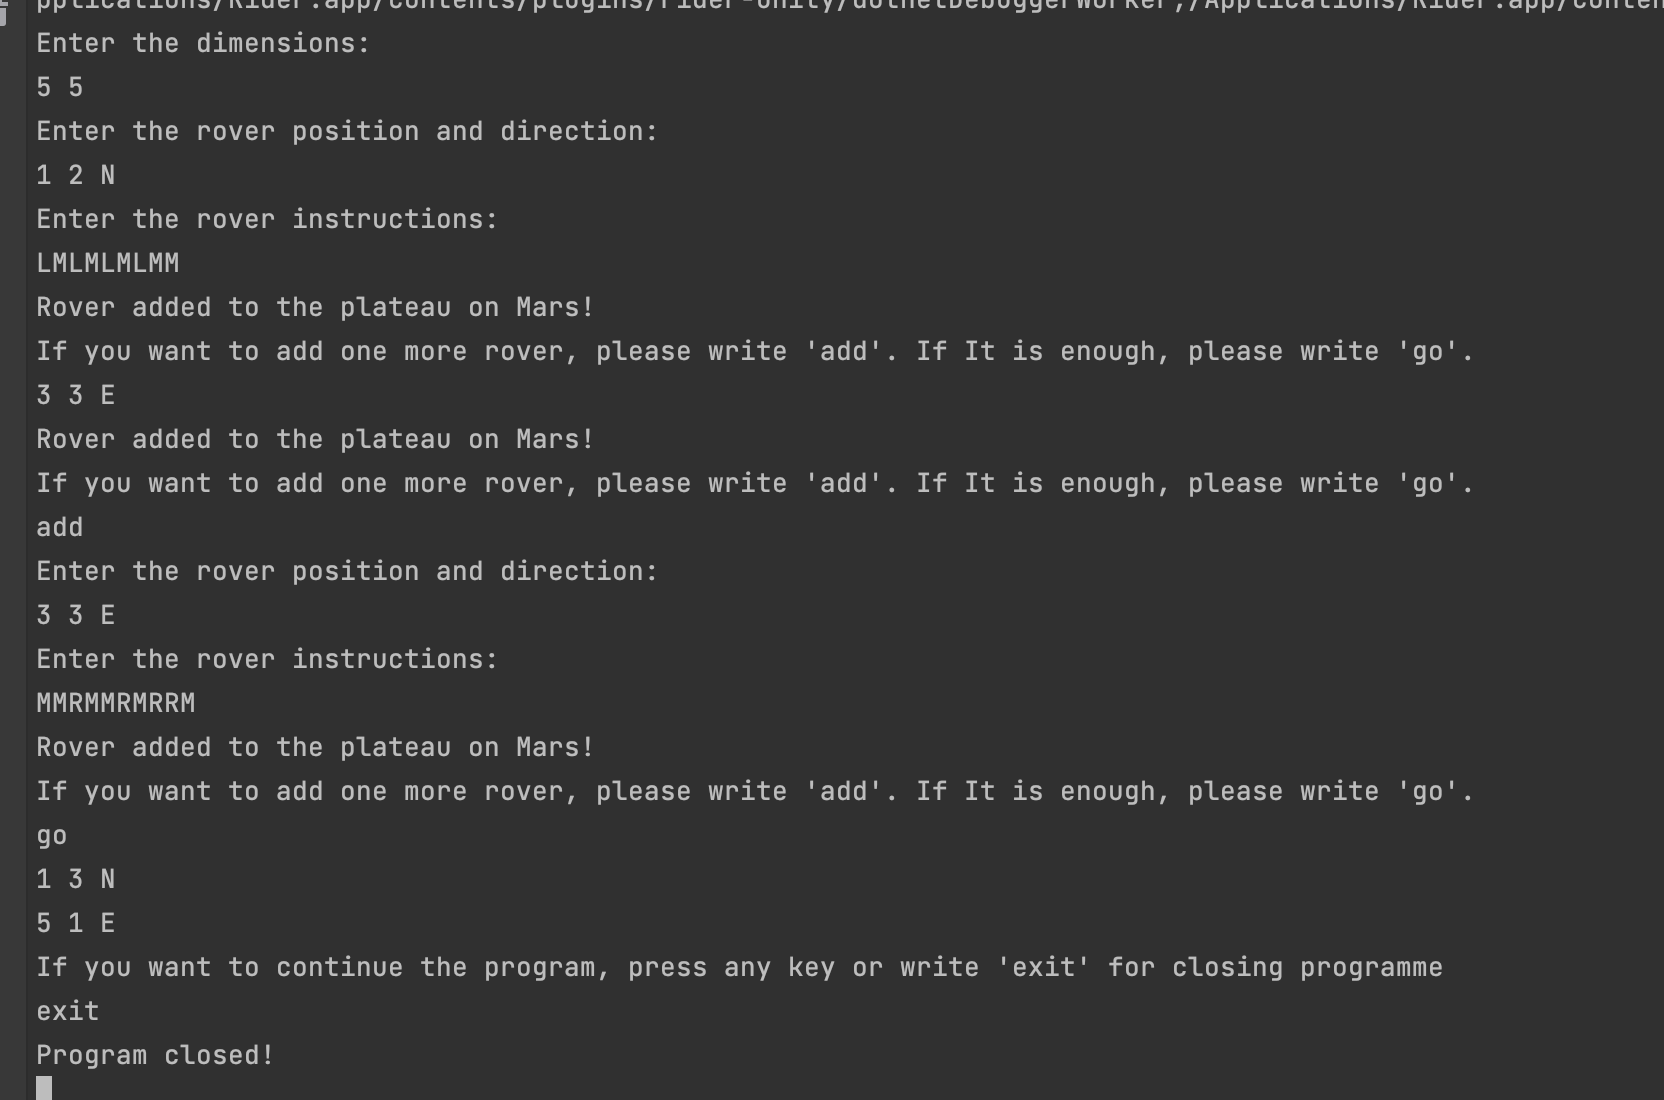 pplications/Rider.app/Contents/plugins/rider-unity/dotnetDebuggerWorker;/Applications/Rider.app/Conten
Enter the dimensions:
5 5
Enter the rover position and direction:
1 2 N
Enter the rover instructions:
LMLMLMLMM
Rover added to the plateau on Mars!
If you want to add one more rover, please write 'add'. If It is enough, please write 'go'.
3 3 E
Rover added to the plateau on Mars!
If you want to add one more rover, please write 'add'. If It is enough, please write 'go'.
add
Enter the rover position and direction:
3 3 E
Enter the rover instructions:
MMRMMRMRRM
Rover added to the plateau on Mars!
If you want to add one more rover, please write 'add'. If It is enough, please write 'go'.
go
1 3 N
5 1 E
If you want to continue the program, press any key or write 'exit' for closing programme
exit
Program closed!